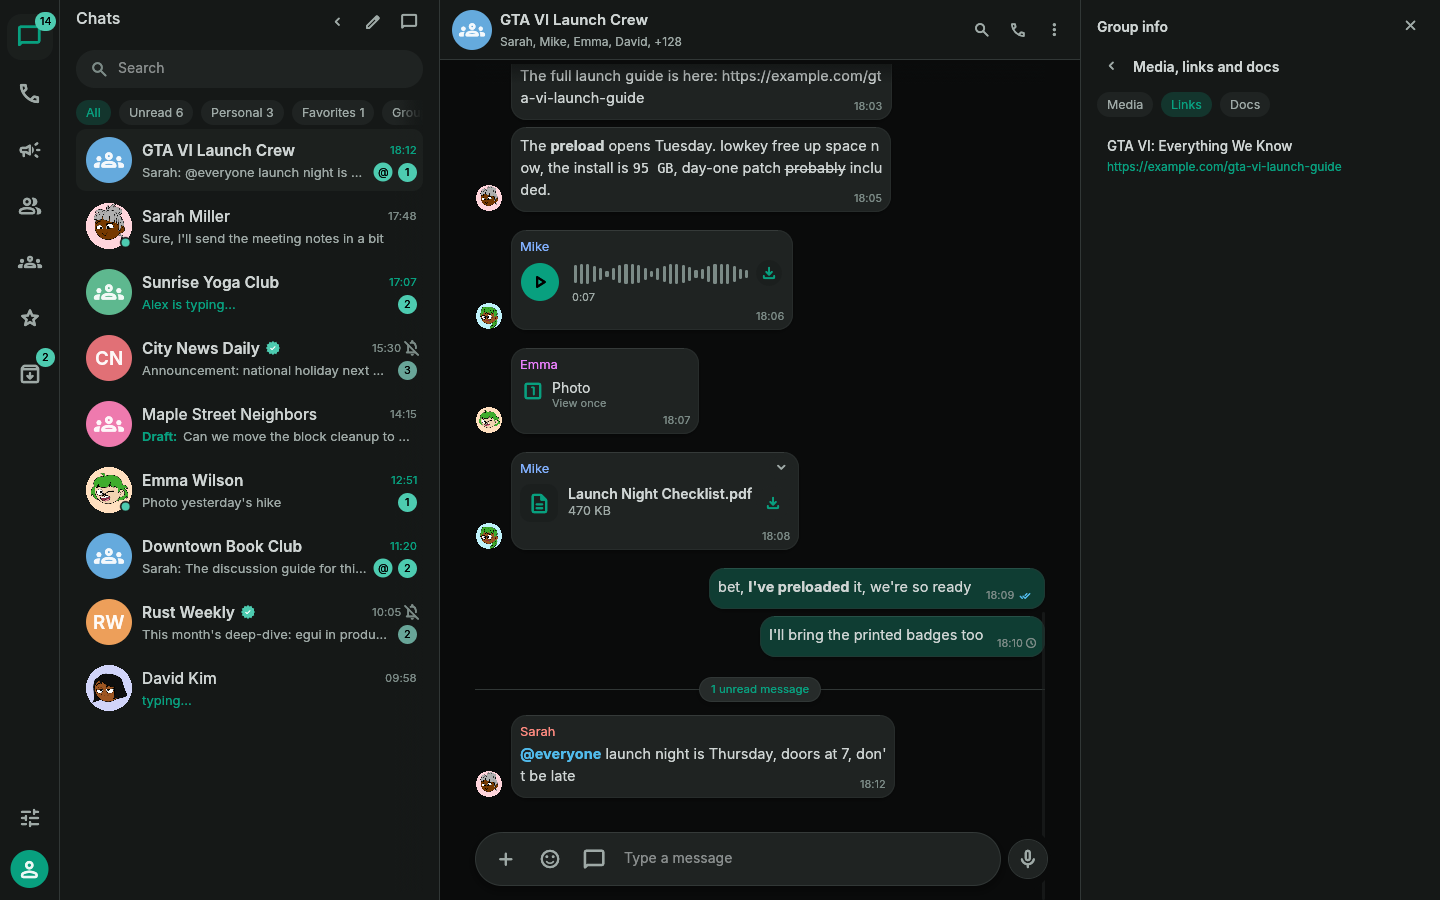 14
Chats
Search
All
Unread 6
Personal 3
Favorites 1
Grou
GTA VI Launch Crew
18:12
Sarah: @everyone launch night is ...
@
1
Sarah Miller
17:48
Sure, I'll send the meeting notes in a bit
Sunrise Yoga Club
17:07
Alex is typing...
2
City News Daily
15:30
CN
Announcement: national holiday next ...
3
2
Maple Street Neighbors
14:15
Draft: Can we move the block cleanup to ...
Emma Wilson
12:51
Photo yesterday's hike
1
Downtown Book Club
11:20
Sarah: The discussion guide for thi...
@
2
Rust Weekly
10:05
RW
This month's deep-dive: egui in produ...
2
David Kim
09:58
typing...
GTA VI Launch Crew
Sarah, Mike, Emma, David, +128
The full launch guide is here: https://example.com/gt
a-vi-launch-guide
18:03
The preload opens Tuesday. lowkey free up space n
ow, the install is 95 GB, day-one patch probably inclu
ded.
18:05
Mike
0:07
18:06
Emma
1
Photo
View once
18:07
Mike
Launch Night Checklist.pdf
470 KB
18:08
bet, I've preloaded it, we're so ready
18:09
I'll bring the printed badges too
18:10
1 unread message
Sarah
@everyone launch night is Thursday, doors at 7, don'
t be late
18:12
Type a message
Group info
Media, links and docs
Media
Links
Docs
GTA VI: Everything We Know
https://example.com/gta-vi-launch-guide